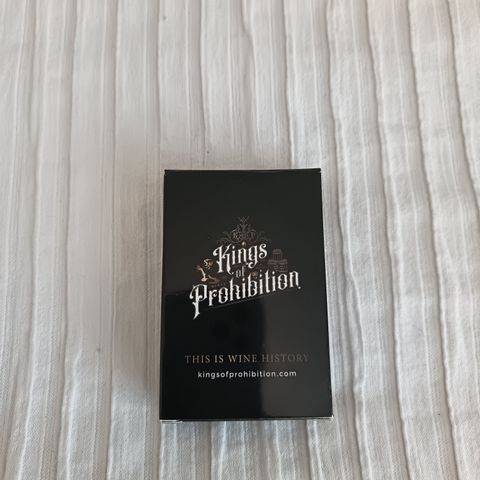 Kings
of
Prohibition
THIS IS WINE HISTORY
kingsofprohibition.com